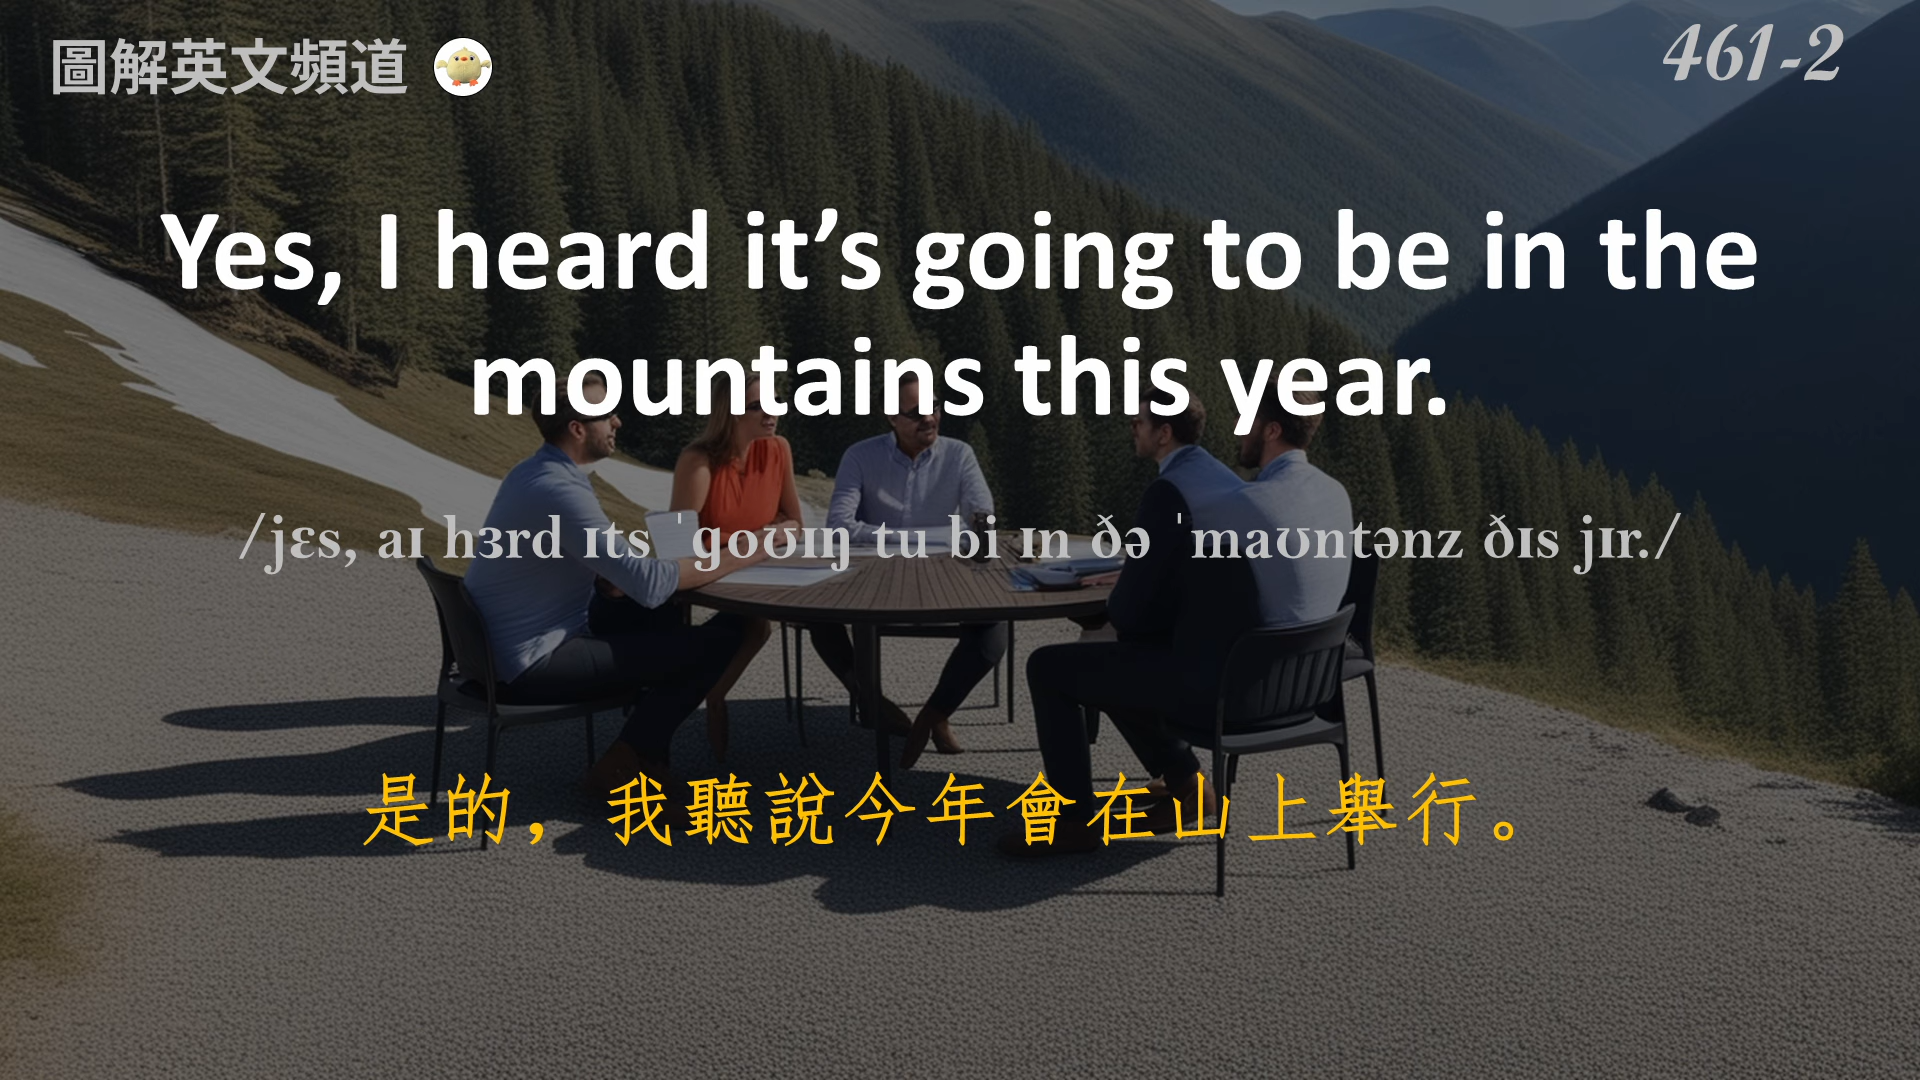 圖解英文頻道
461-2
Yes, I heard it’s going to be in the
mountains this year.
/jɛs, aɪ hɜrd ɪts ˈɡoʊɪŋ tu bi ɪn ðə ˈmaʊntənz ðɪs jɪr./
是的，我聽說今年會在山上舉行。